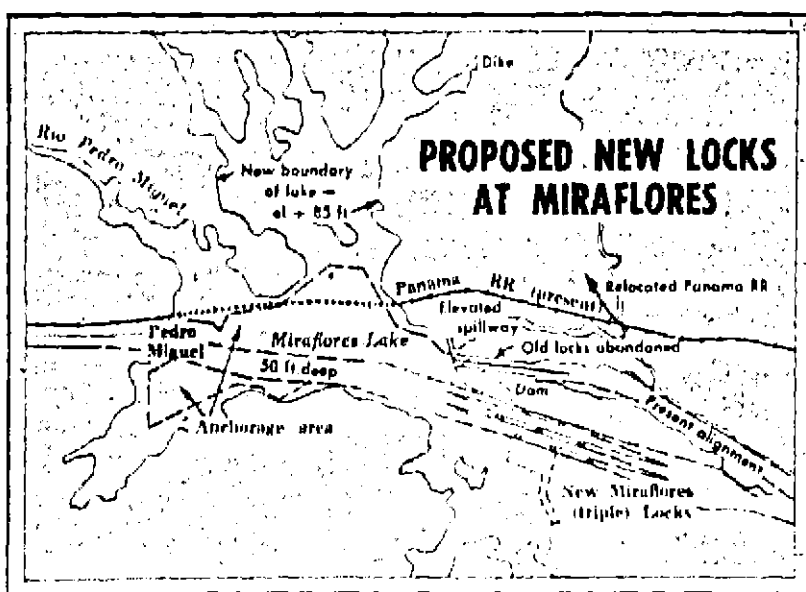 Dike
PROPOSED NEW LOCKS
AT MIRAFLORES
Rio Pedro Miguel
New boundary
of lake –
el + 85 ft
Panama RR (present)
Relocated Panama RR
Elevated
spillway
Pedro
Miguel
Miraflores Lake
Old locks abandoned
50 ft deep
Dam
Present alignment
Anchorage area
New Miraflores
(triple) Locks